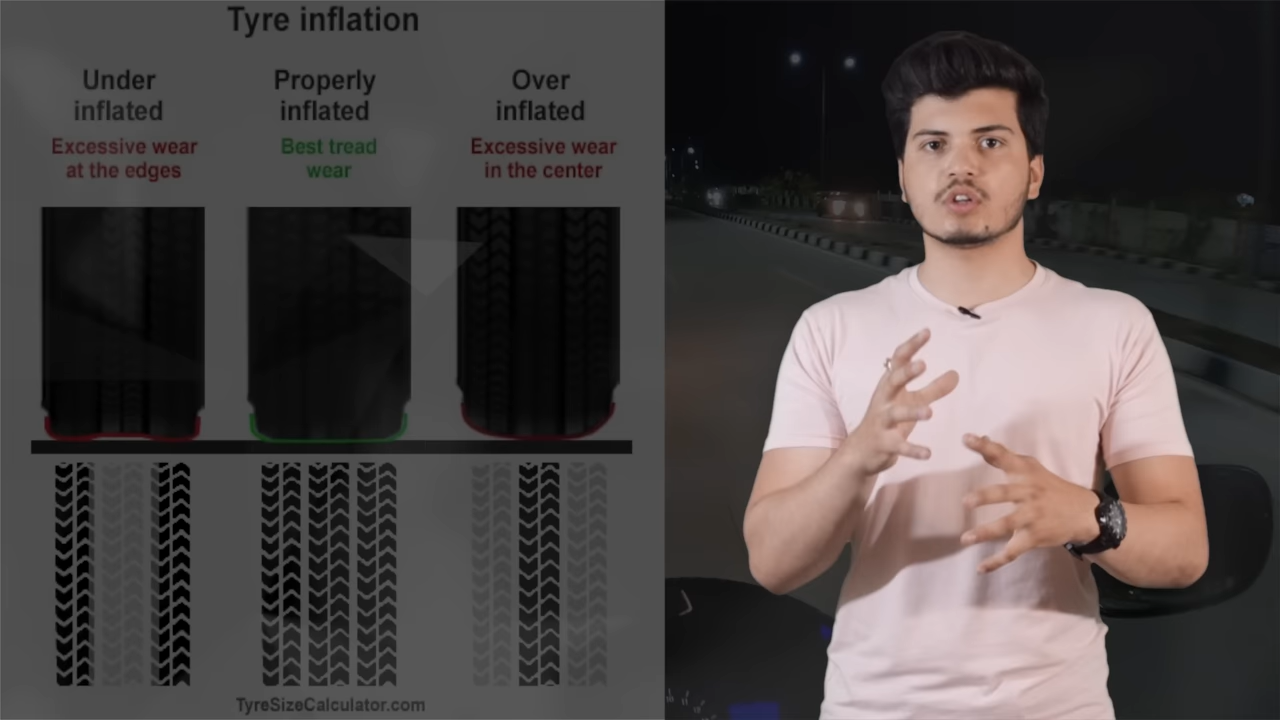 Tyre inflation
Under
inflated
Excessive wear
at the edges
Properly
inflated
Best tread
wear
Over
inflated
Excessive wear
in the center
TyreSizeCalculator.com